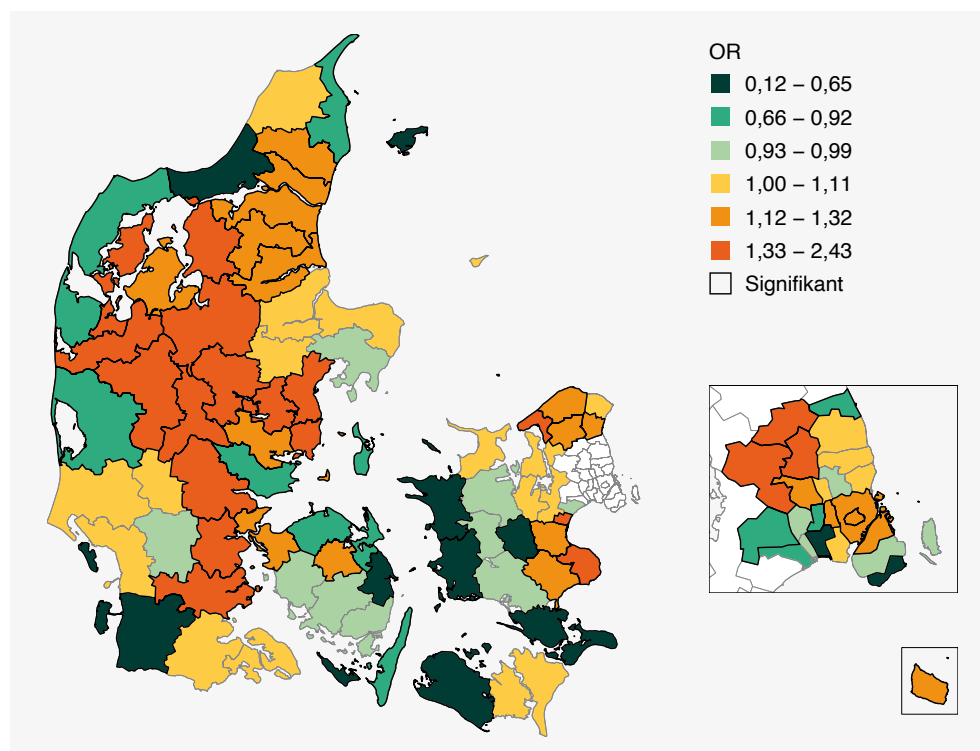 OR
0,12 – 0,65
0,66 – 0,92
0,93 – 0,99
1,00 – 1,11
1,12 – 1,32
1,33 – 2,43
Signifikant